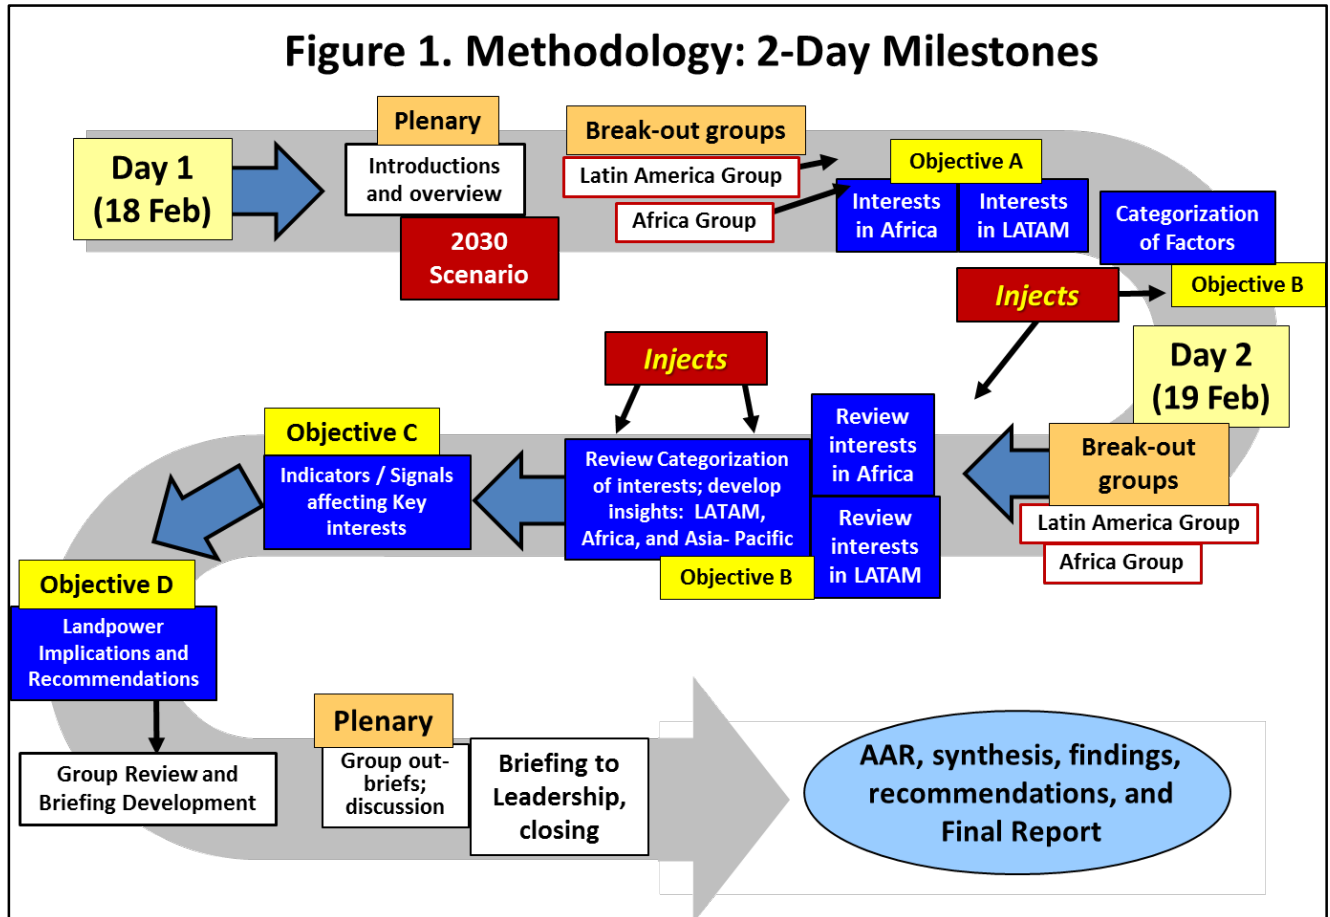 Figure 1. Methodology: 2-Day Milestones
Day 1
(18 Feb)
Plenary
Introductions
and overview
2030
Scenario
Break-out groups
Latin America Group
Africa Group
Objective A
Interests
in Africa
Interests
in LATAM
Categorization
of Factors
Objective B
Injects
Day 2
(19 Feb)
Break-out
groups
Latin America Group
Africa Group
Review
interests
in Africa
Review
interests
in LATAM
Injects
Review Categorization
of interests; develop
insights: LATAM,
Africa, and Asia- Pacific
Objective B
Objective C
Indicators / Signals
affecting Key
interests
Objective D
Landpower
Implications and
Recommendations
Group Review and
Briefing Development
Plenary
Group out-
briefs;
discussion
Briefing to
Leadership,
closing
AAR, synthesis, findings,
recommendations, and
Final Report